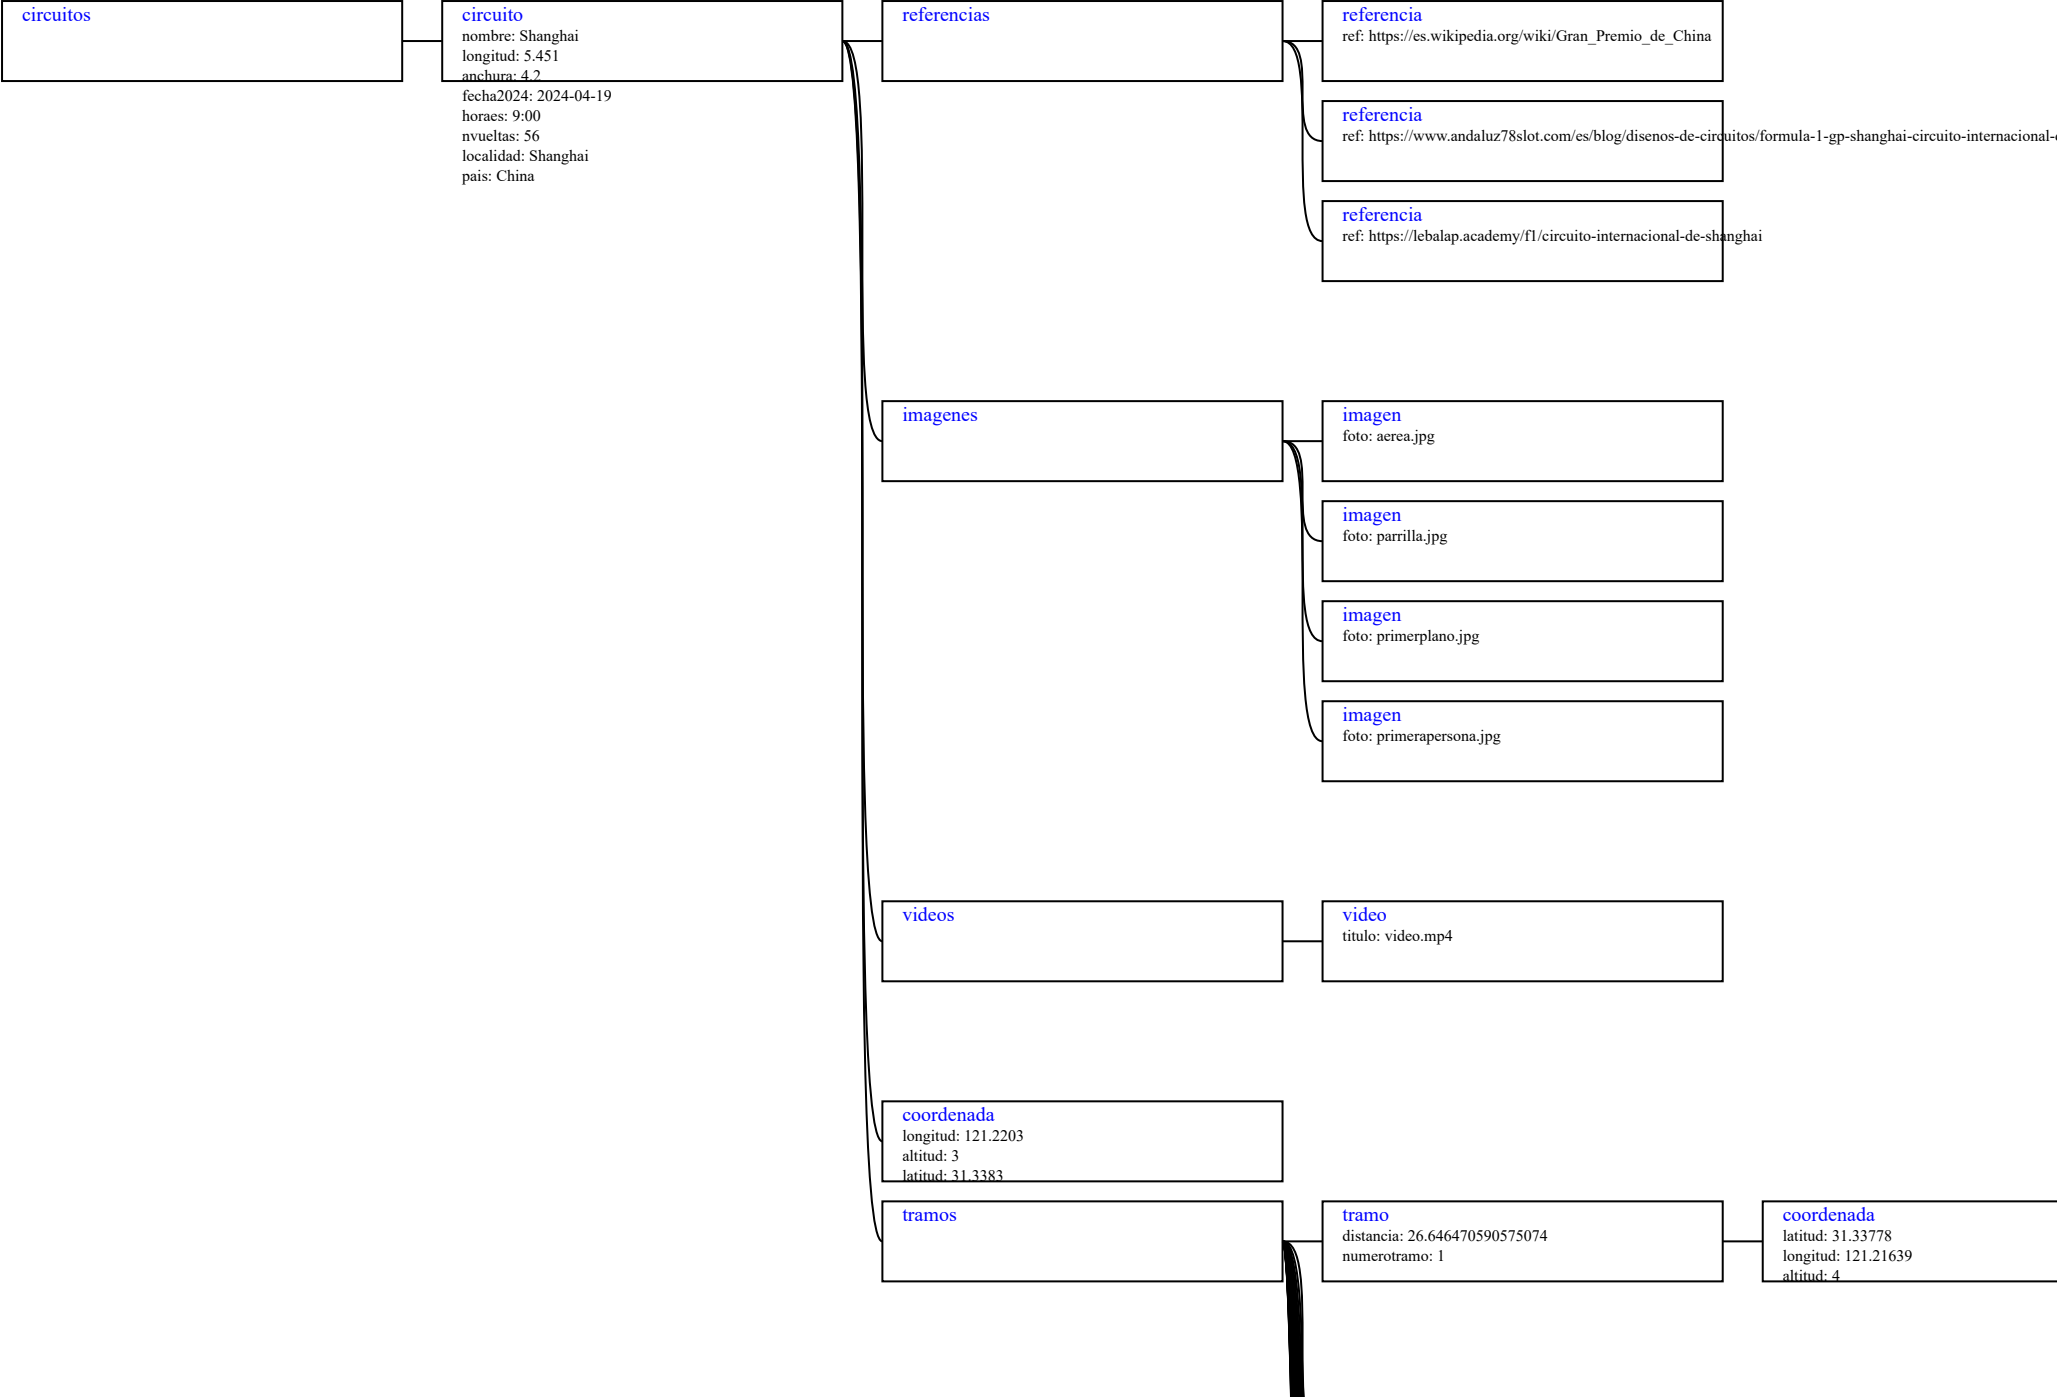 circuitos
circuito
nombre: Shanghai
longitud: 5.451
anchura: 4.2
fecha2024: 2024-04-19
horaes: 9:00
nvueltas: 56
localidad: Shanghai
pais: China
referencias
referencia
ref: https://es.wikipedia.org/wiki/Gran_Premio_de_China
referencia
ref: https://www.andaluz78slot.com/es/blog/disenos-de-circuitos/formula-1-gp-shanghai-circuito-internacional-
referencia
ref: https://lebalap.academy/f1/circuito-internacional-de-shanghai
imagenes
imagen
foto: aerea.jpg
imagen
foto: parrilla.jpg
imagen
foto: primerplano.jpg
imagen
foto: primerapersona.jpg
videos
video
titulo: video.mp4
coordenada
longitud: 121.2203
altitud: 3
latitud: 31.3383
tramos
tramo
distancia: 26.646470590575074
numerotramo: 1
coordenada
latitud: 31.33778
longitud: 121.21639
altitud: 4